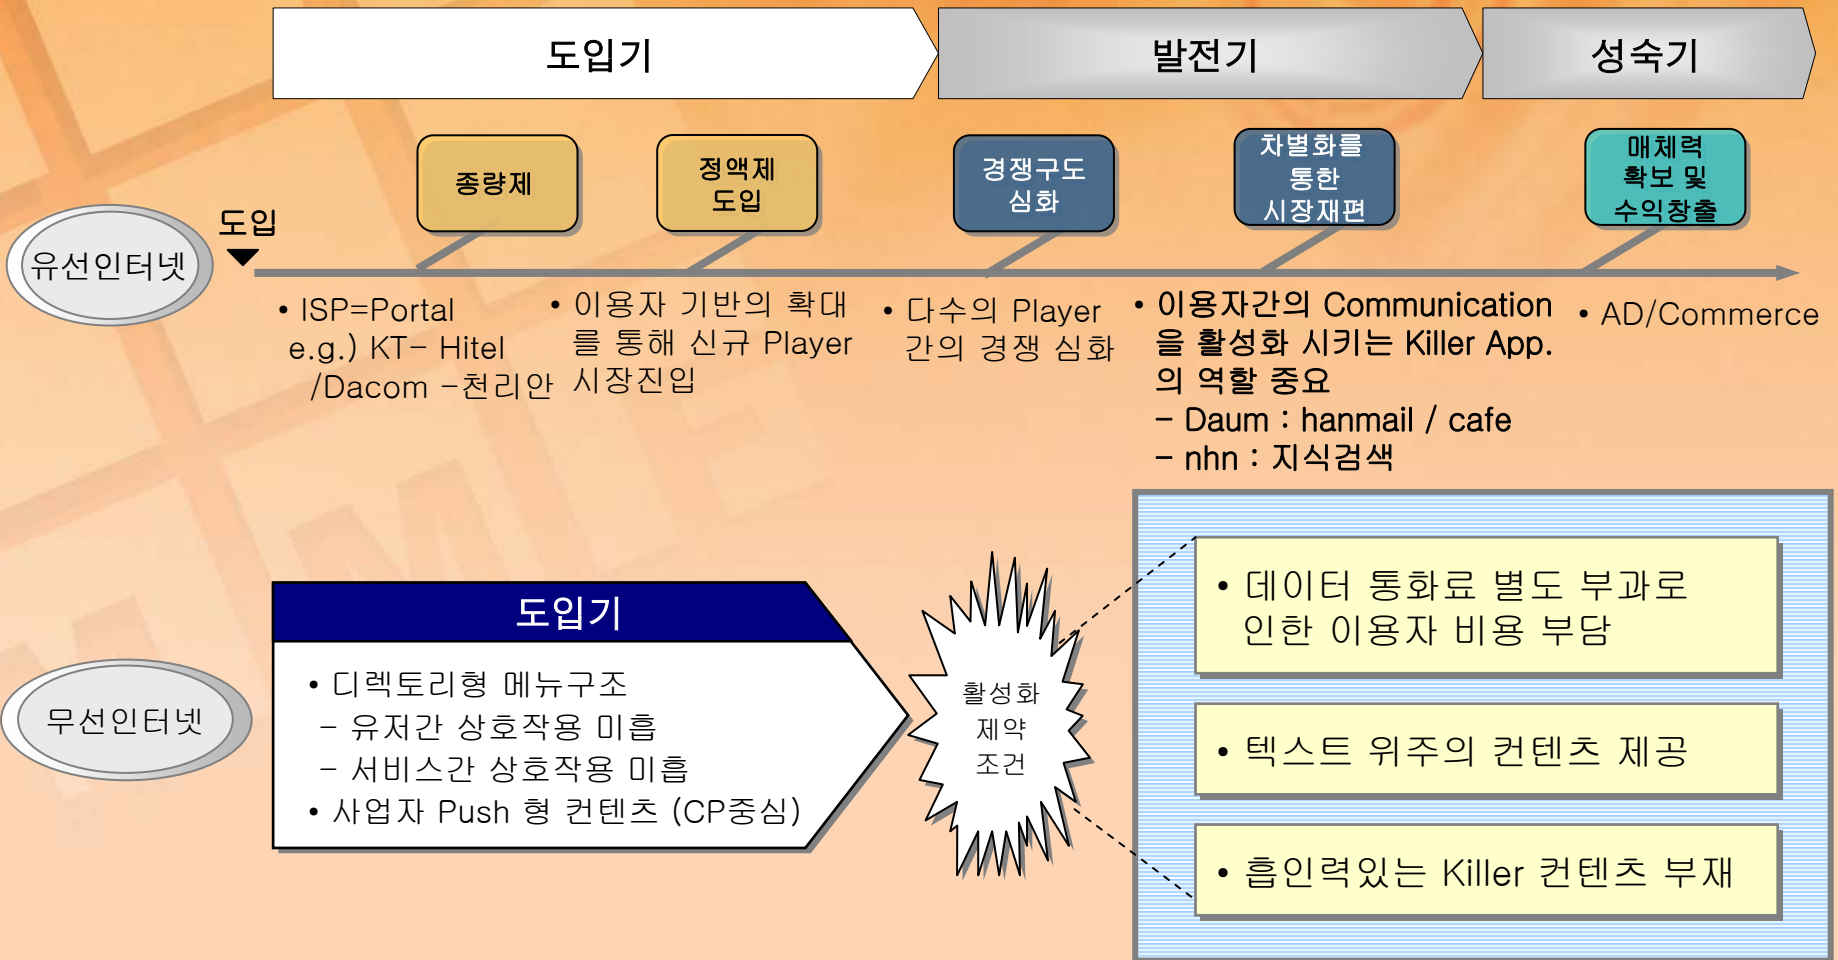 도입기
발전기
성숙기
종량제
정액제
도입
경쟁구도
심화
차별화를
통한
시장재편
매체력
확보 및
수익창출
유선인터넷
도입
• ISP=Portal
e.g.) KT- Hitel
/Dacom -천리안
• 이용자 기반의 확대
를 통해 신규 Player
시장진입
• 다수의 Player
간의 경쟁 심화
• 이용자간의 Communication
을 활성화 시키는 Killer App.
의 역할 중요
- Daum : hanmail / cafe
- nhn : 지식검색
• AD/Commerce
무선인터넷
도입기
• 디렉토리형 메뉴구조
- 유저간 상호작용 미흡
- 서비스간 상호작용 미흡
• 사업자 Push 형 컨텐츠 (CP중심)
활성화
제약
조건
• 데이터 통화료 별도 부과로
인한 이용자 비용 부담
• 텍스트 위주의 컨텐츠 제공
• 흡인력있는 Killer 컨텐츠 부재